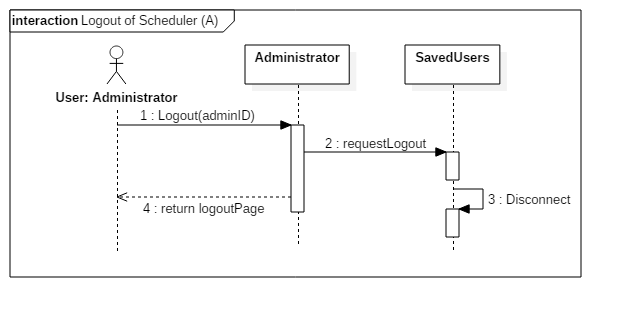 interaction Logout of Scheduler (A)
Administrator
SavedUsers
User: Administrator
1 : Logout(adminID)
2 : requestLogout
3 : Disconnect
4 : return logoutPage